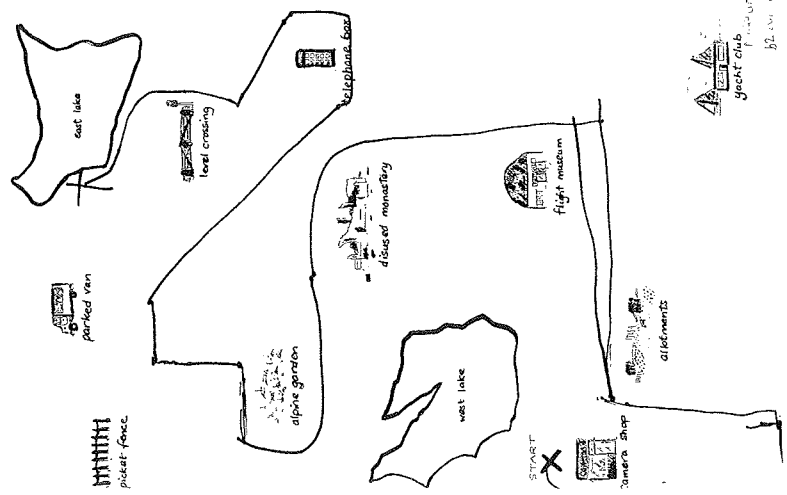 east lake
level crossing
telephone box
yacht club
parked van
disused monastery
flight museum
picket fence
alpine garden
west lake
allotments
START
camera shop